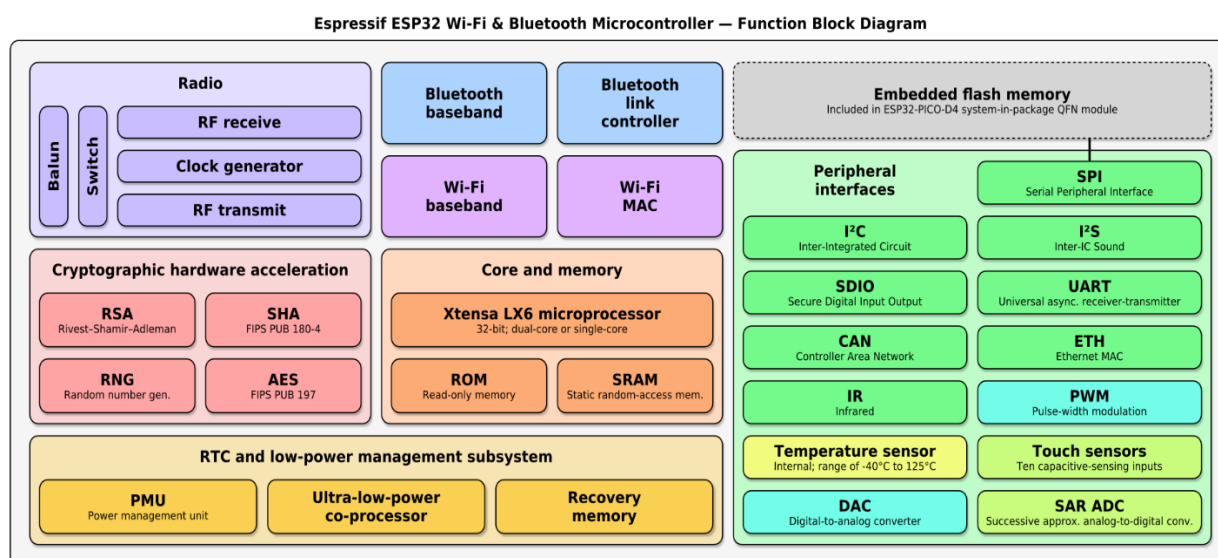 Espressif ESP32 Wi-Fi & Bluetooth Microcontroller — Function Block Diagram
Radio
Balun
Switch
RF receive
Clock generator
RF transmit
Bluetooth
baseband
Bluetooth
link
controller
Wi-Fi
baseband
Wi-Fi
MAC
Embedded flash memory
Included in ESP32-PICO-D4 system-in-package QFN module
Cryptographic hardware acceleration
RSA
Rivest–Shamir–Adleman
SHA
FIPS PUB 180-4
RNG
Random number gen.
AES
FIPS PUB 197
Core and memory
Xtensa LX6 microprocessor
32-bit; dual-core or single-core
ROM
Read-only memory
SRAM
Static random-access mem.
RTC and low-power management subsystem
PMU
Power management unit
Ultra-low-power
co-processor
Recovery
memory
Peripheral
interfaces
SPI
Serial Peripheral Interface
I²C
Inter-Integrated Circuit
I²S
Inter-IC Sound
SDIO
Secure Digital Input Output
UART
Universal async. receiver-transmitter
CAN
Controller Area Network
ETH
Ethernet MAC
IR
Infrared
PWM
Pulse-width modulation
Temperature sensor
Internal; range of -40°C to 125°C
Touch sensors
Ten capacitive-sensing inputs
DAC
Digital-to-analog converter
SAR ADC
Successive approx. analog-to-digital conv.